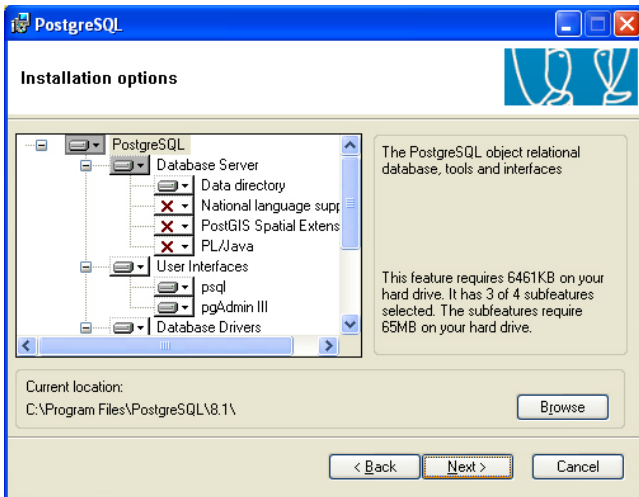 PostgreSQL
Installation options
PostgreSQL
Database Server
Data directory
National language supp
PostGIS Spatial Extens
PL/Java
User Interfaces
psql
pgAdmin III
Database Drivers
The PostgreSQL object relational
database, tools and interfaces
This feature requires 6461KB on your
hard drive. It has 3 of 4 subfeatures
selected. The subfeatures require
65MB on your hard drive.
Current location:
C:\Program Files\PostgreSQL\8.1\
Browse
< Back
Next >
Cancel